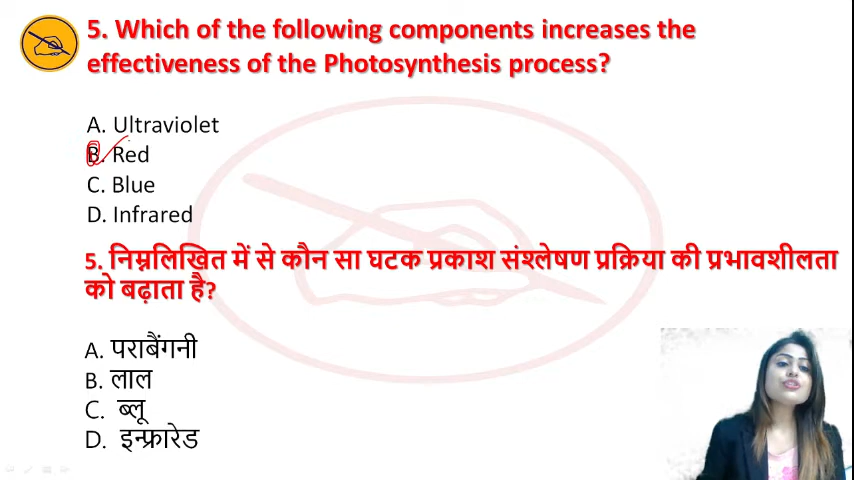 5. Which of the following components increases the
effectiveness of the Photosynthesis process?
A. Ultraviolet
B. Red
C. Blue
D. Infrared
5. निम्नलिखित में से कौन सा घटक प्रकाश संश्लेषण प्रक्रिया की प्रभावशीलता
को बढ़ाता है?
A. पराबैंगनी
B. लाल
C. ब्लू
D. इन्फ्रारेड